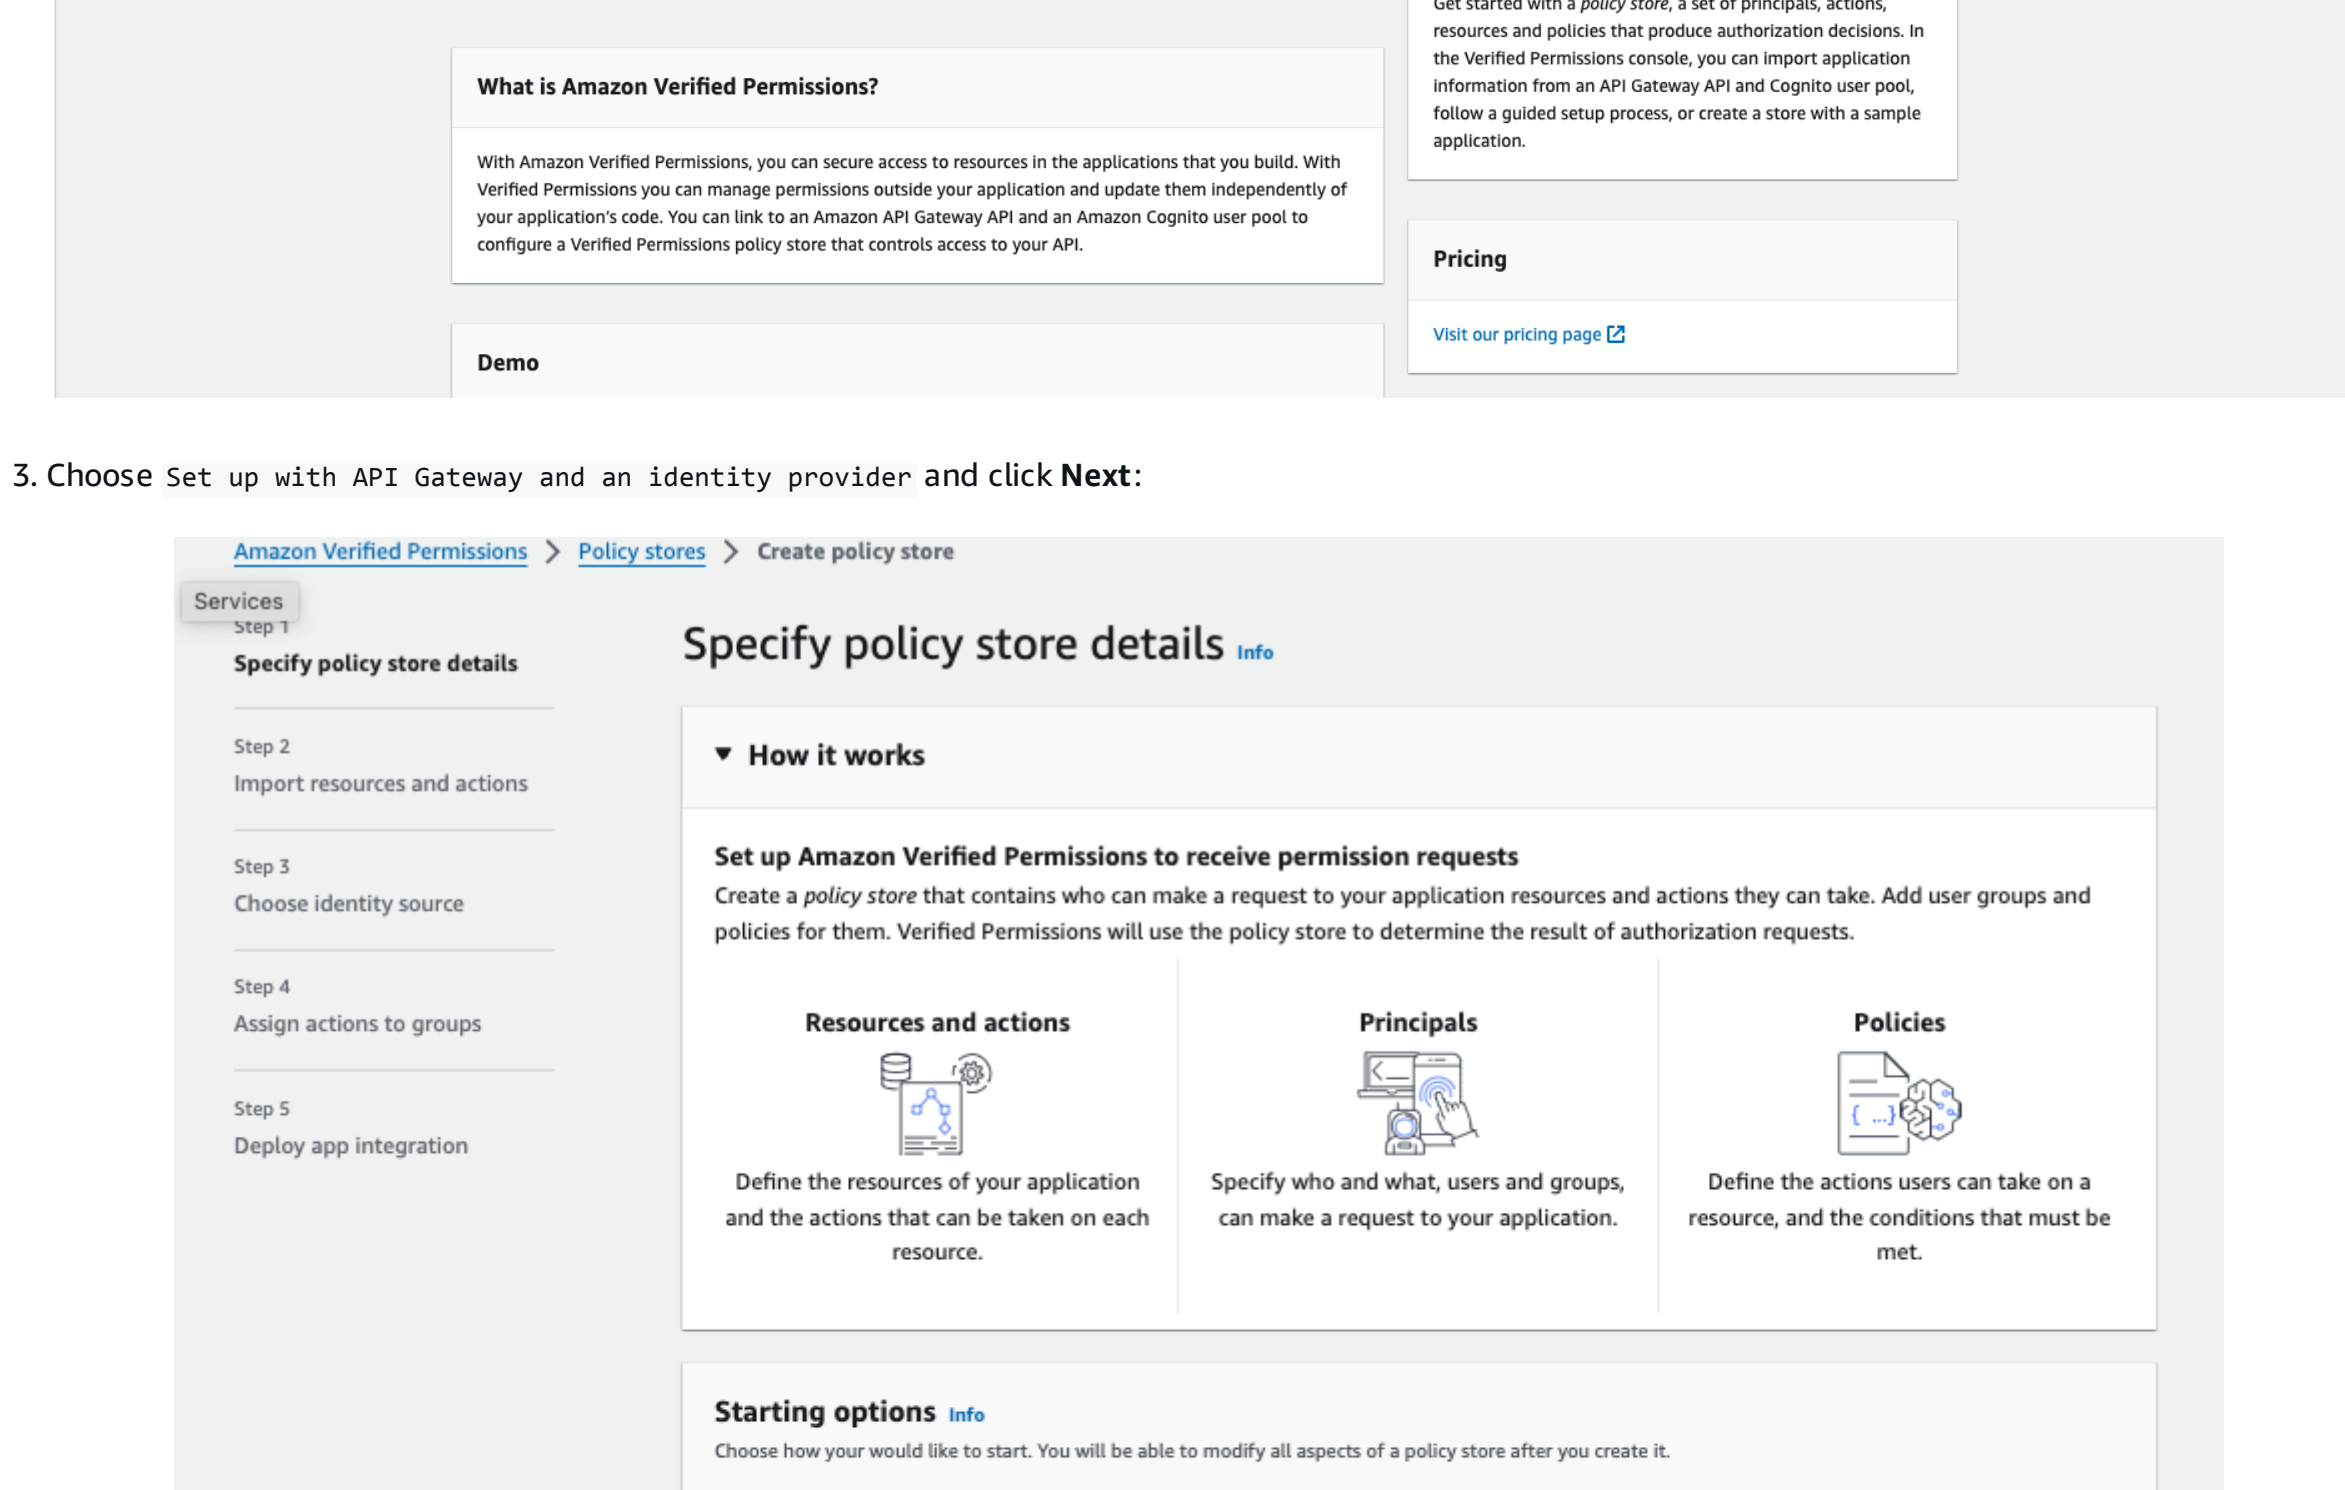 Get started with a policy store, a set of principals, actions,
resources and policies that produce authorization decisions. In
the Verified Permissions console, you can import application
information from an API Gateway API and Cognito user pool,
follow a guided setup process, or create a store with a sample
application.
What is Amazon Verified Permissions?
With Amazon Verified Permissions, you can secure access to resources in the applications that you build. With
Verified Permissions you can manage permissions outside your application and update them independently of
your application's code. You can link to an Amazon API Gateway API and an Amazon Cognito user pool to
configure a Verified Permissions policy store that controls access to your API.
Pricing
Visit our pricing page
Demo
3. Choose Set up with API Gateway and an identity provider and click Next:
Amazon Verified Permissions > Policy stores > Create policy store
Services
Step 1
Specify policy store details
Step 2
Import resources and actions
Step 3
Choose identity source
Step 4
Assign actions to groups
Step 5
Deploy app integration
Specify policy store details Info
How it works
Set up Amazon Verified Permissions to receive permission requests
Create a policy store that contains who can make a request to your application resources and actions they can take. Add user groups and
policies for them. Verified Permissions will use the policy store to determine the result of authorization requests.
Resources and actions
Define the resources of your application
and the actions that can be taken on each
resource.
Principals
Specify who and what, users and groups,
can make a request to your application.
Policies
{ ...}
Define the actions users can take on a
resource, and the conditions that must be
met.
Starting options Info
Choose how your would like to start. You will be able to modify all aspects of a policy store after you create it.